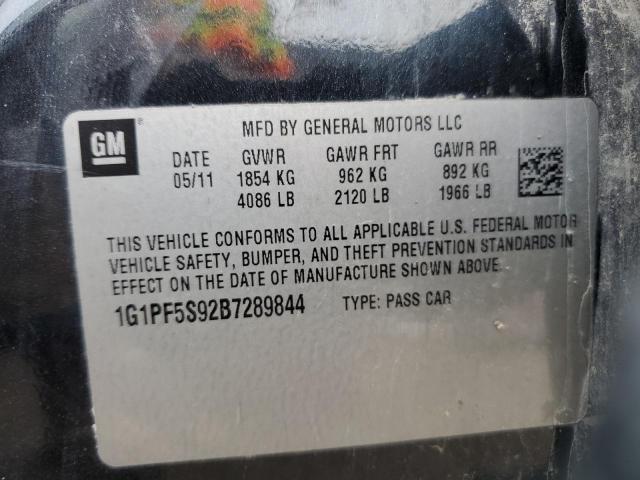 GM
MFD BY GENERAL MOTORS LLC
DATE GVWR GAWR FRT GAWR RR
05/11 1854 KG 962 KG 892 KG
4086 LB 2120 LB 1966 LB
THIS VEHICLE CONFORMS TO ALL APPLICABLE U.S. FEDERAL MOTOR
VEHICLE SAFETY, BUMPER, AND THEFT PREVENTION STANDARDS IN
EFFECT ON THE DATE OF MANUFACTURE SHOWN ABOVE.
1G1PF5S92B7289844 TYPE: PASS CAR